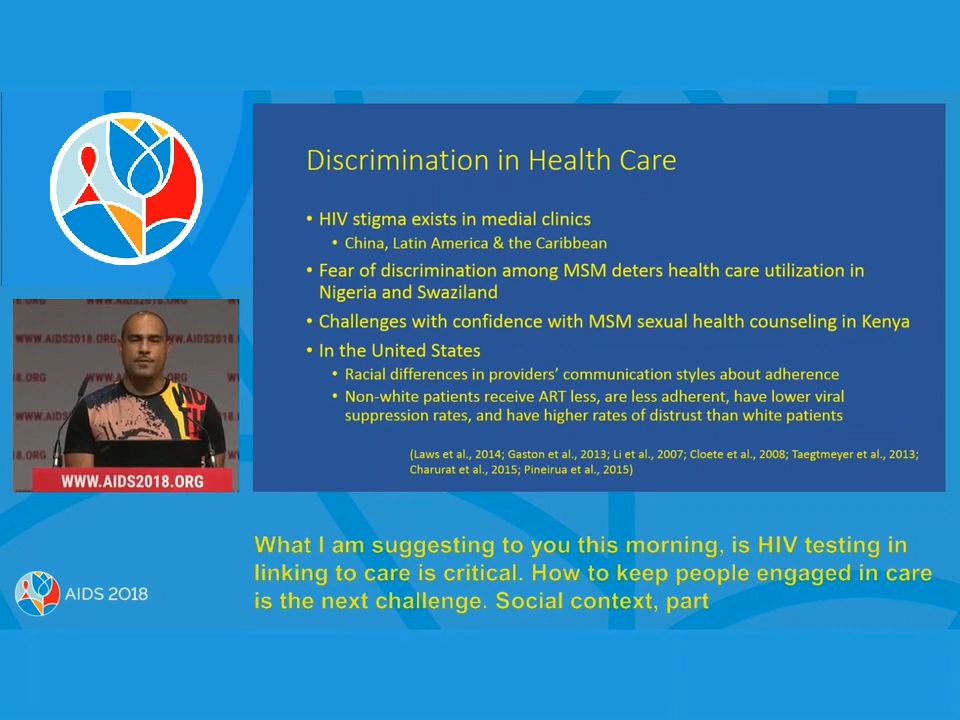 Discrimination in Health Care
• HIV stigma exists in medial clinics
• China, Latin America & the Caribbean
• Fear of discrimination among MSM deters health care utilization in
Nigeria and Swaziland
• Challenges with confidence with MSM sexual health counseling in Kenya
• In the United States
• Racial differences in providers' communication styles about adherence
• Non-white patients receive ART less, are less adherent, have lower viral
suppression rates, and have higher rates of distrust than white patients
(Laws et al., 2014; Gaston et al., 2013; Li et al., 2007; Cloete et al., 2008; Taegtmeyer et al., 2013;
Charurat et al., 2015; Pineirua et al., 2015)
WWW.AIDS2018.ORG
WWW.AIDS2018.ORG
What I am suggesting to you this morning, is HIV testing in
linking to care is critical. How to keep people engaged in care
is the next challenge. Social context, part
AIDS 2018